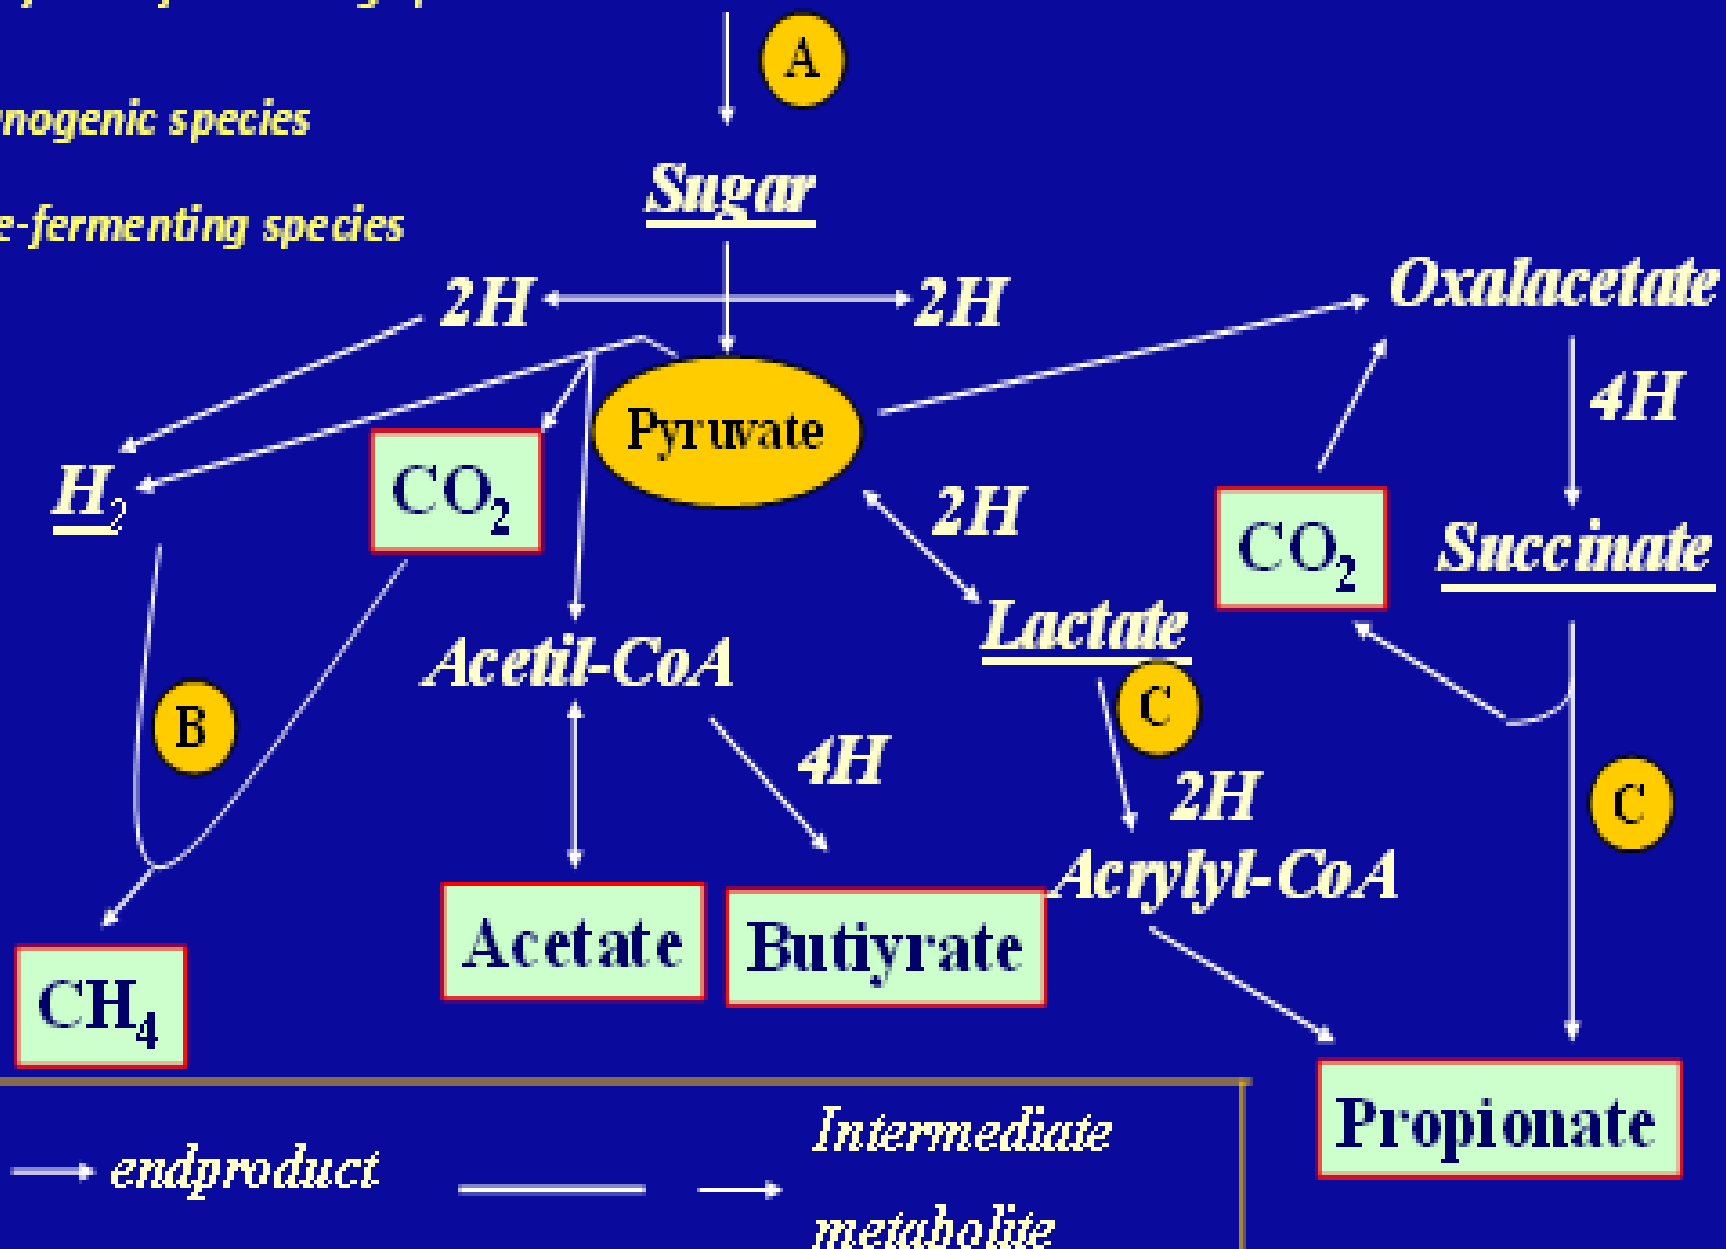 A
nogenic species
Sugar
e-fermenting species
2H
2H
Oxalacetate
4H
Pyruvate
H2
CO2
2H
CO2
Succinate
Lactate
Acetil-CoA
C
B
4H
2H
C
Acrylyl-CoA
Acetate
Butiyrate
CH4
Propionate
Intermediate
endproduct
metabolite